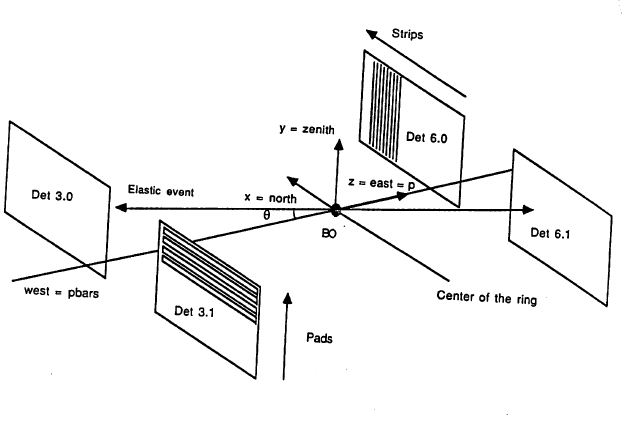 Strips
y = zenith
Det 6.0
z = east = p
Det 3.0
Elastic event
x = north
θ
BO
Det 6.1
west = pbars
Det 3.1
Center of the ring
Pads